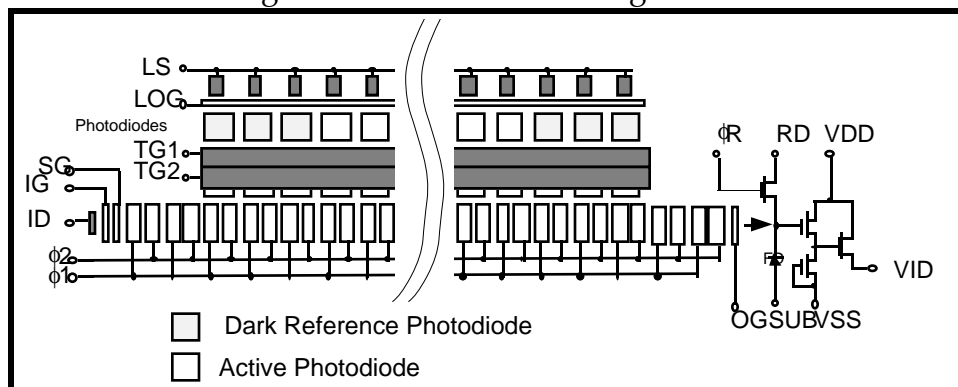 LS
LOG
Photodiodes
TG1
TG2
SG
IG
ID
ϕ2
ϕ1
ϕR RD VDD
VID
OG SUB VSS
Dark Reference Photodiode
Active Photodiode